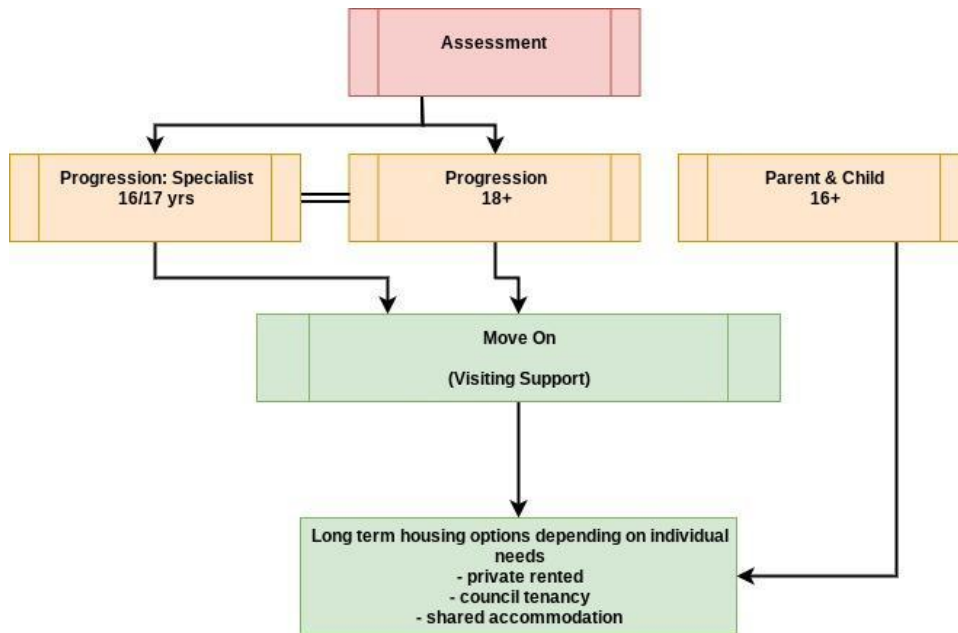 Assessment
Progression: Specialist
16/17 yrs
Progression
18+
Parent & Child
16+
Move On
(Visiting Support)
Long term housing options depending on individual
needs
- private rented
- council tenancy
- shared accommodation